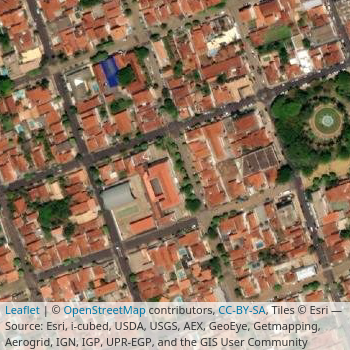 Leaflet | © OpenStreetMap contributors, CC-BY-SA, Tiles © Esri —
Source: Esri, i-cubed, USDA, USGS, AEX, GeoEye, Getmapping,
Aerogrid, IGN, IGP, UPR-EGP, and the GIS User Community